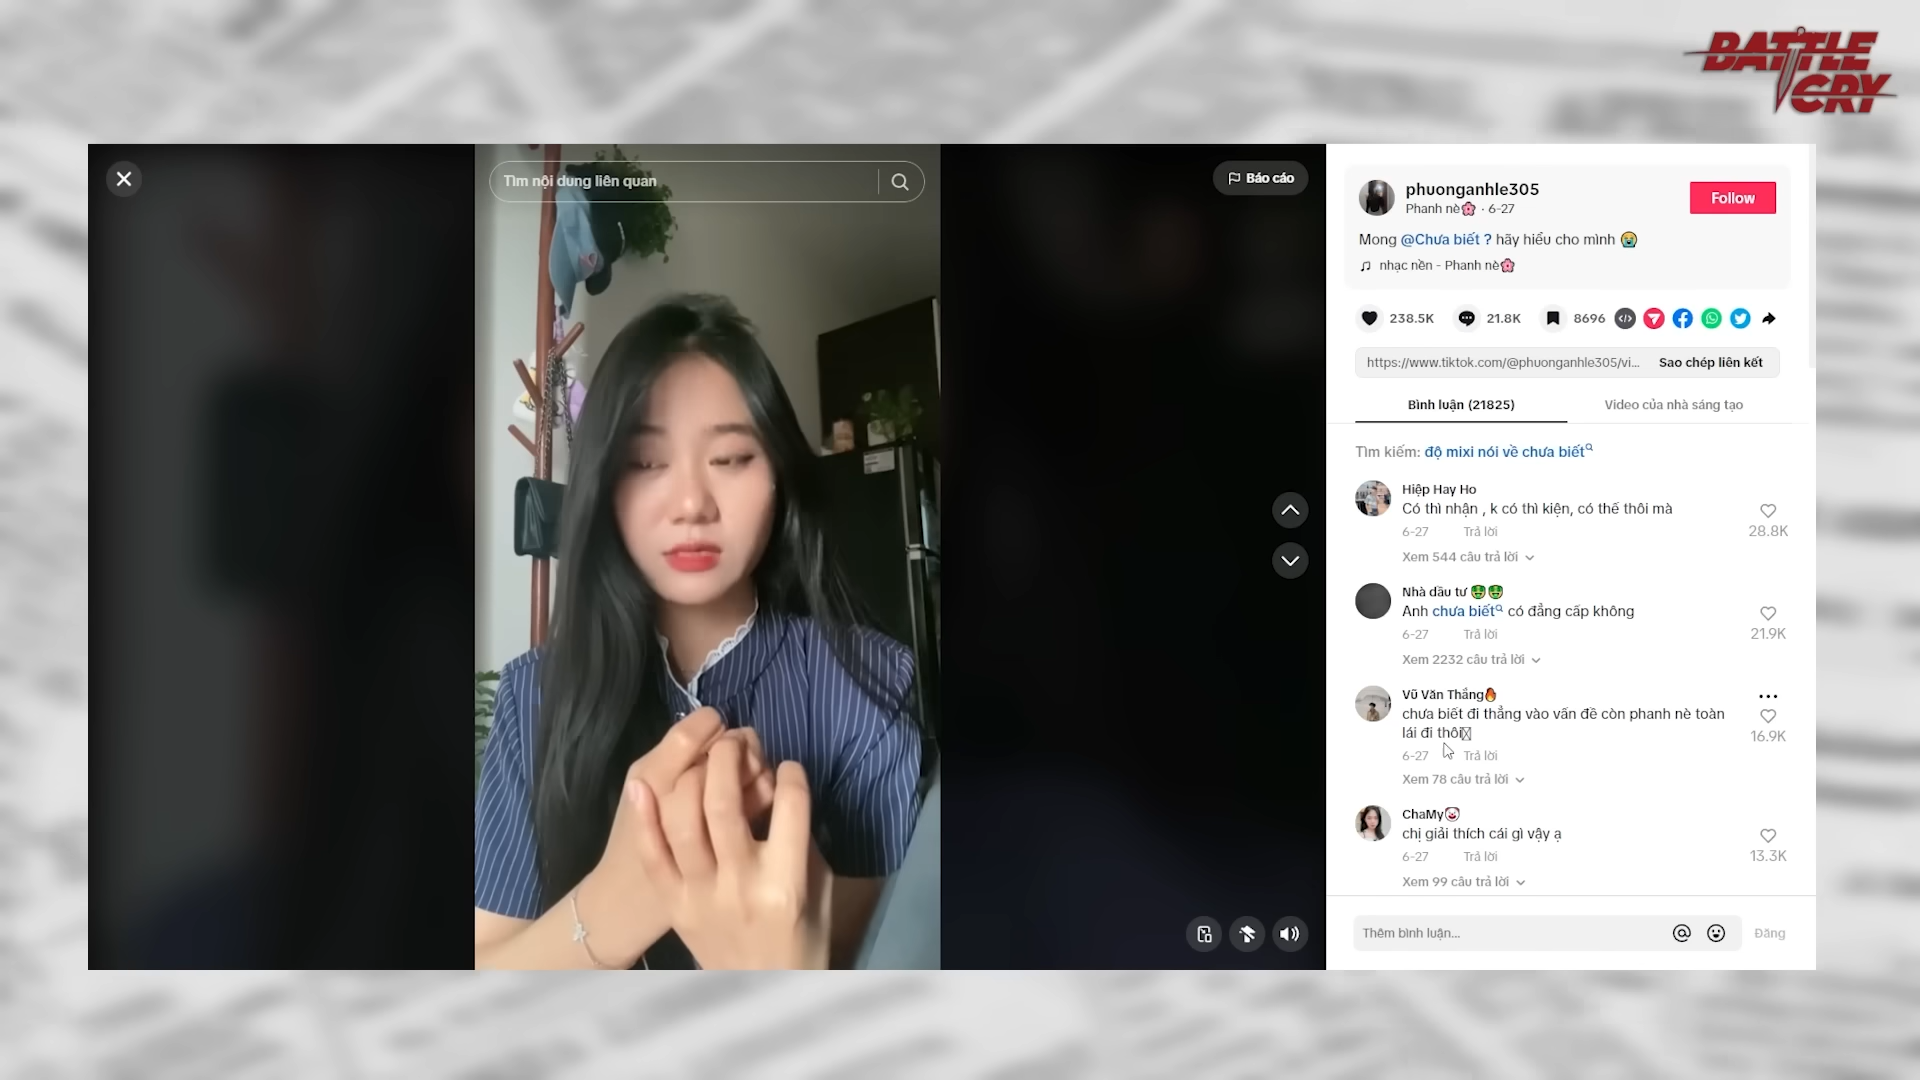 BATTLE
CRY
Tìm nội dung liên quan
Báo cáo
phuonganhle305
Phanh nè🌸 · 6-27
Follow
Mong @Chưa biết ? hãy hiểu cho mình 😭
nhạc nền - Phanh nè🌸
238.5K
21.8K
8696
https://www.tiktok.com/@phuonganhle305/vi...
Sao chép liên kết
Bình luận (21825)
Video của nhà sáng tạo
Tìm kiếm: độ mixi nói về chưa biết
Hiệp Hay Ho
Có thì nhận , k có thì kiện, có thế thôi mà
6-27 Trả lời
28.8K
Xem 544 câu trả lời
Nhà dầu tư 🤑🤑
Anh chưa biết có đẳng cấp không
6-27 Trả lời
21.9K
Xem 2232 câu trả lời
Vũ Văn Thắng🔥
chưa biết đi thẳng vào vấn đề còn phanh nè toàn
lái đi thôi
6-27 Trả lời
16.9K
Xem 78 câu trả lời
ChaMy🤡
chị giải thích cái gì vậy ạ
6-27 Trả lời
13.3K
Xem 99 câu trả lời
Thêm bình luận...
Đăng